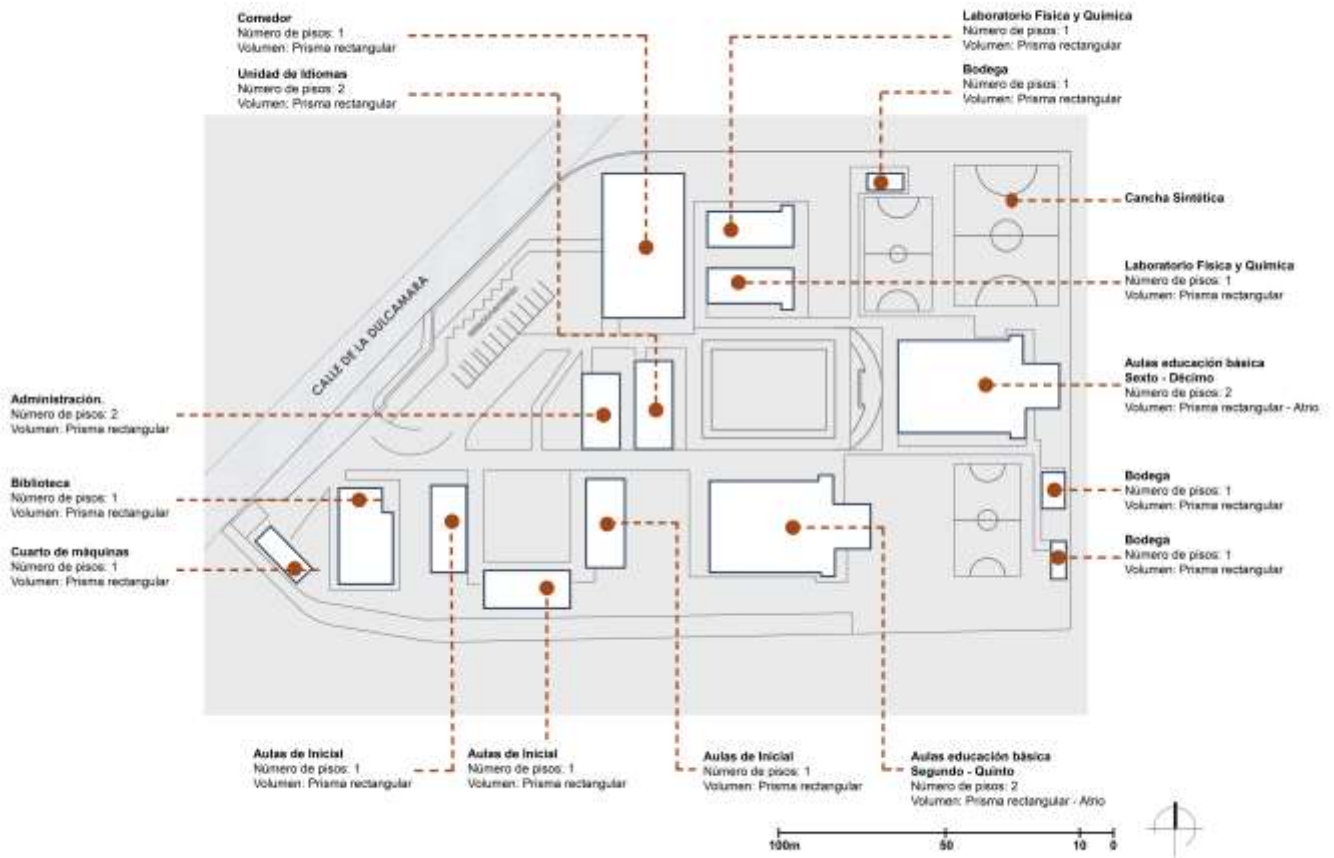 Comedor
Número de pisos: 1
Volumen: Prisma rectangular
Unidad de Idiomas
Número de pisos: 2
Volumen: Prisma rectangular
Laboratorio Física y Química
Número de pisos: 1
Volumen: Prisma rectangular
Bodega
Número de pisos: 1
Volumen: Prisma rectangular
Cancha Sintética
Laboratorio Física y Química
Número de pisos: 1
Volumen: Prisma rectangular
CALLE DE LA DULCAMARA
Aulas educación básica
Sexto - Décimo
Número de pisos: 2
Volumen: Prisma rectangular - Atrio
Administración.
Número de pisos: 2
Volumen: Prisma rectangular
Biblioteca
Número de pisos: 1
Volumen: Prisma rectangular
Bodega
Número de pisos: 1
Volumen: Prisma rectangular
Cuarto de máquinas
Número de pisos: 1
Volumen: Prisma rectangular
Bodega
Número de pisos: 1
Volumen: Prisma rectangular
Aulas de Inicial
Número de pisos: 1
Volumen: Prisma rectangular
Aulas de Inicial
Número de pisos: 1
Volumen: Prisma rectangular
Aulas de Inicial
Número de pisos: 1
Volumen: Prisma rectangular
Aulas educación básica
Segundo - Quinto
Número de pisos: 2
Volumen: Prisma rectangular - Atrio
100m 50 10 0